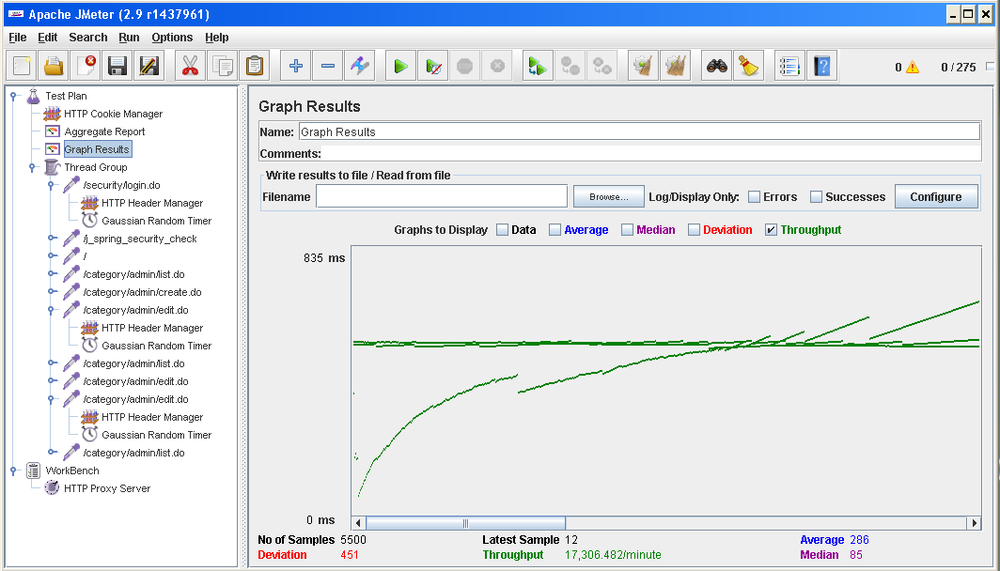 Apache JMeter (2.9 r1437961)
File Edit Search Run Options Help
0 0 / 275
Test Plan
HTTP Cookie Manager
Aggregate Report
Graph Results
Thread Group
/security/login.do
HTTP Header Manager
Gaussian Random Timer
/j_spring_security_check
/
/category/admin/list.do
/category/admin/create.do
/category/admin/edit.do
HTTP Header Manager
Gaussian Random Timer
/category/admin/list.do
/category/admin/edit.do
/category/admin/edit.do
HTTP Header Manager
Gaussian Random Timer
/category/admin/list.do
WorkBench
HTTP Proxy Server
Graph Results
Name: Graph Results
Comments:
Write results to file / Read from file
Filename Browse... Log/Display Only: Errors Successes Configure
Graphs to Display Data Average Median Deviation Throughput
835 ms
0 ms
No of Samples 5500 Latest Sample 12 Average 286
Deviation 451 Throughput 17,306.482/minute Median 85